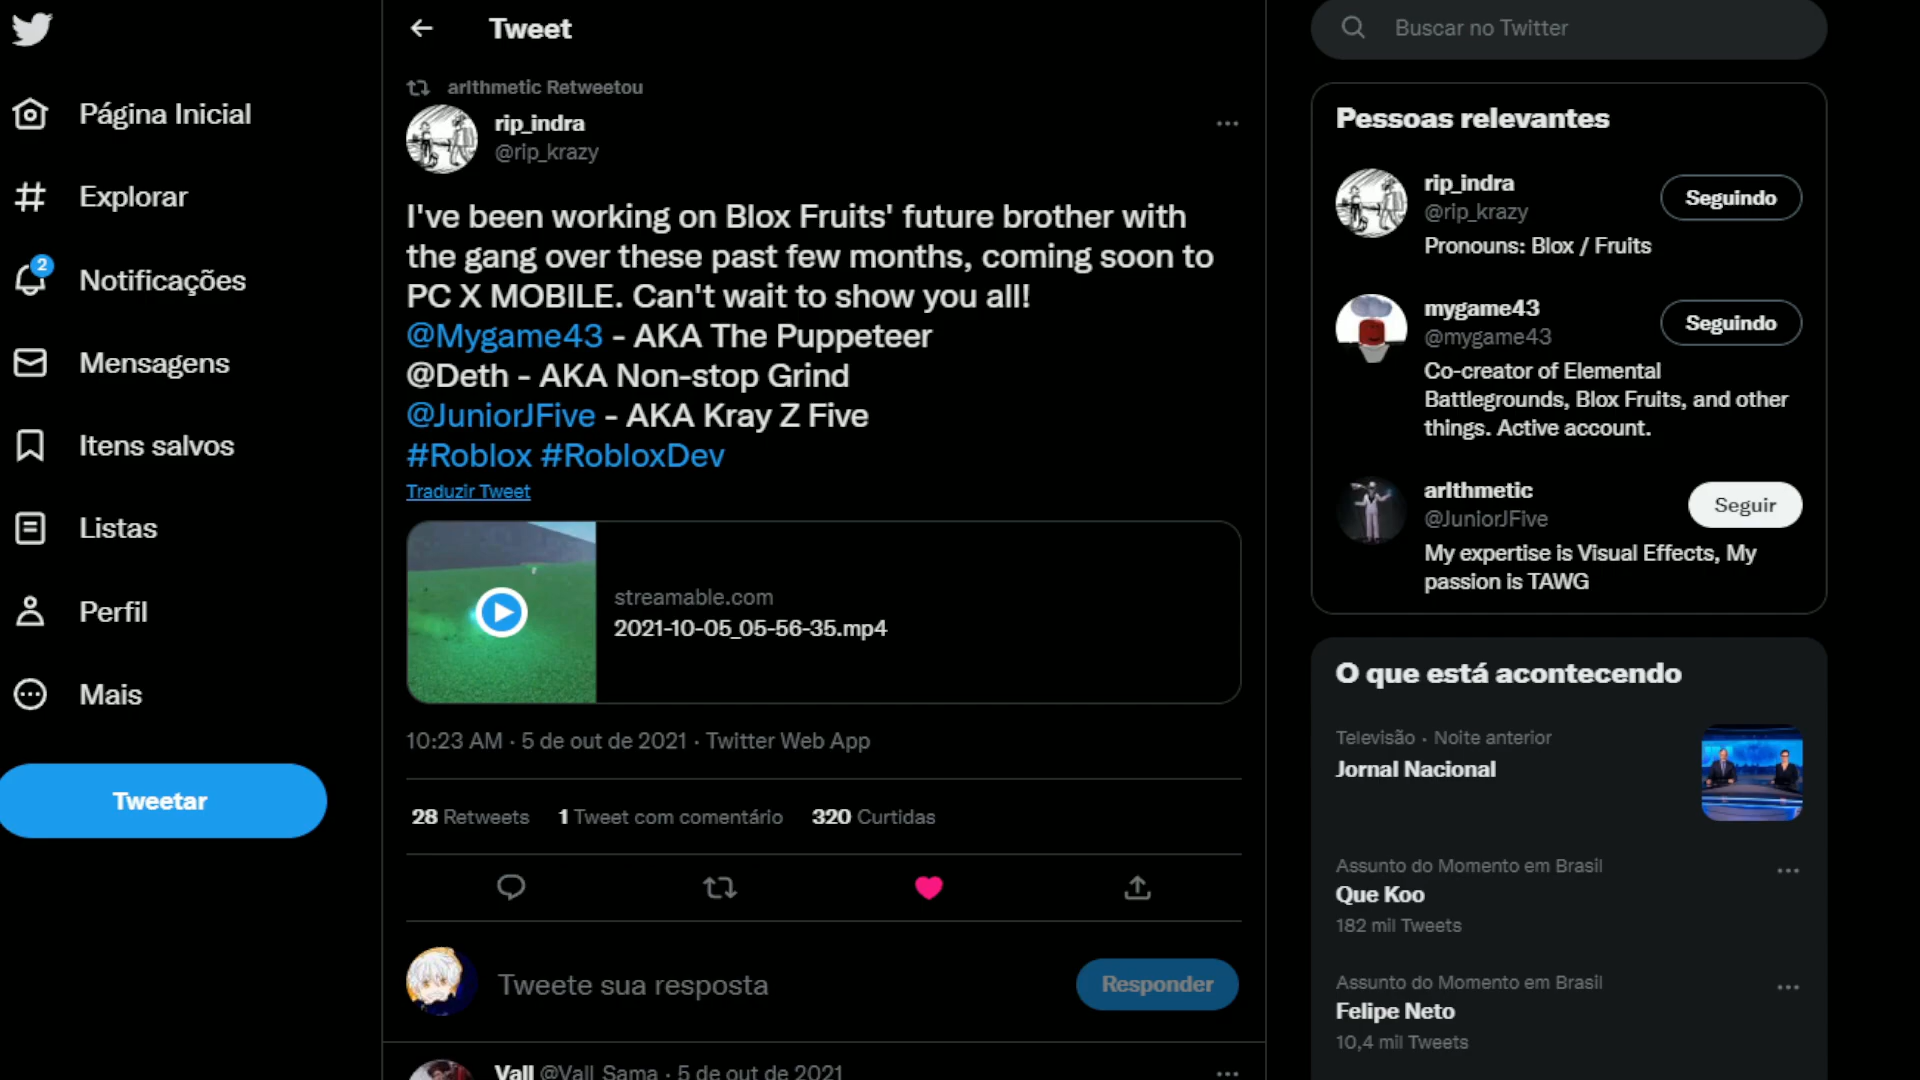 Tweet
Buscar no Twitter
Página Inicial
Explorar
2
Notificações
Mensagens
Itens salvos
Listas
Perfil
Mais
Tweetar
arlthmetic Retweetou
rip_indra
@rip_krazy
I've been working on Blox Fruits' future brother with
the gang over these past few months, coming soon to
PC X MOBILE. Can't wait to show you all!
@Mygame43 - AKA The Puppeteer
@Deth - AKA Non-stop Grind
@JuniorJFive - AKA Kray Z Five
#Roblox #RobloxDev
Traduzir Tweet
streamable.com
2021-10-05_05-56-35.mp4
10:23 AM · 5 de out de 2021 · Twitter Web App
28 Retweets 1 Tweet com comentário 320 Curtidas
Tweete sua resposta
Responder
Vall @Vall_Sama · 5 de out de 2021
Pessoas relevantes
rip_indra
@rip_krazy
Seguindo
Pronouns: Blox / Fruits
mygame43
@mygame43
Seguindo
Co-creator of Elemental
Battlegrounds, Blox Fruits, and other
things. Active account.
arlthmetic
@JuniorJFive
Seguir
My expertise is Visual Effects, My
passion is TAWG
O que está acontecendo
Televisão · Noite anterior
Jornal Nacional
Assunto do Momento em Brasil
Que Koo
182 mil Tweets
Assunto do Momento em Brasil
Felipe Neto
10,4 mil Tweets